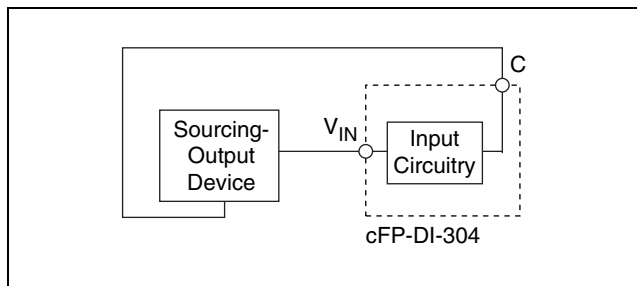 C
Sourcing-
Output
Device
VIN
Input
Circuitry
cFP-DI-304